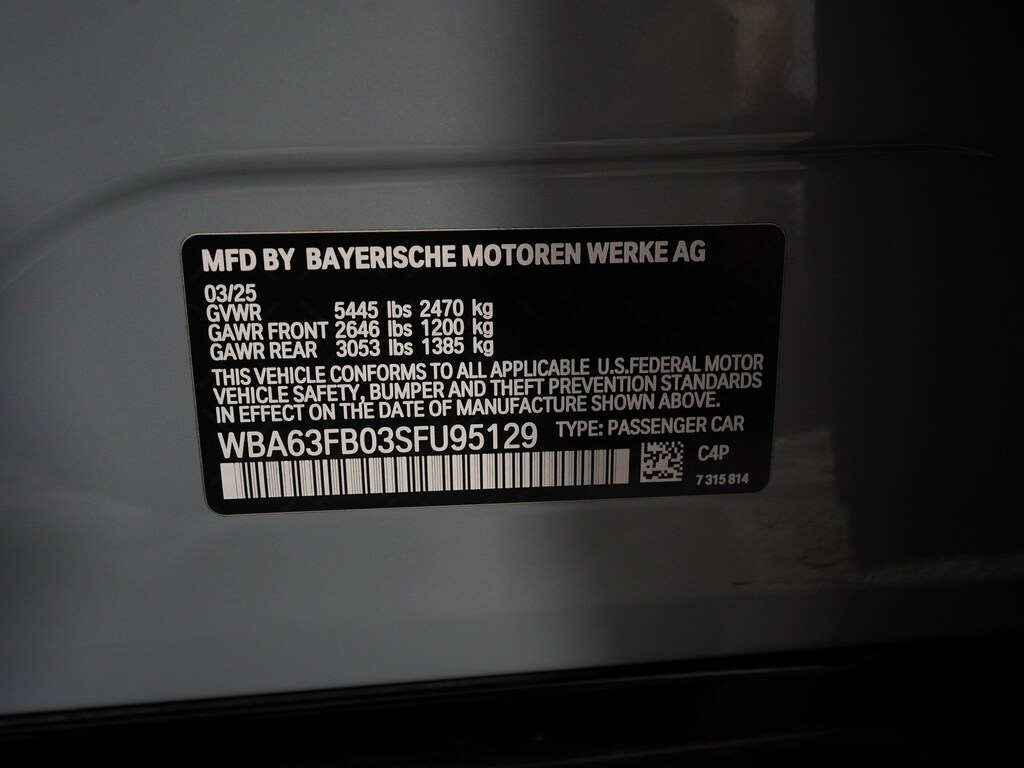 MFD BY BAYERISCHE MOTOREN WERKE AG
03/25
GVWR 5445 lbs 2470 kg
GAWR FRONT 2646 lbs 1200 kg
GAWR REAR 3053 lbs 1385 kg
THIS VEHICLE CONFORMS TO ALL APPLICABLE U.S.FEDERAL MOTOR
VEHICLE SAFETY, BUMPER AND THEFT PREVENTION STANDARDS
IN EFFECT ON THE DATE OF MANUFACTURE SHOWN ABOVE.
WBA63FB03SFU95129 TYPE: PASSENGER CAR
C4P
7 315 814